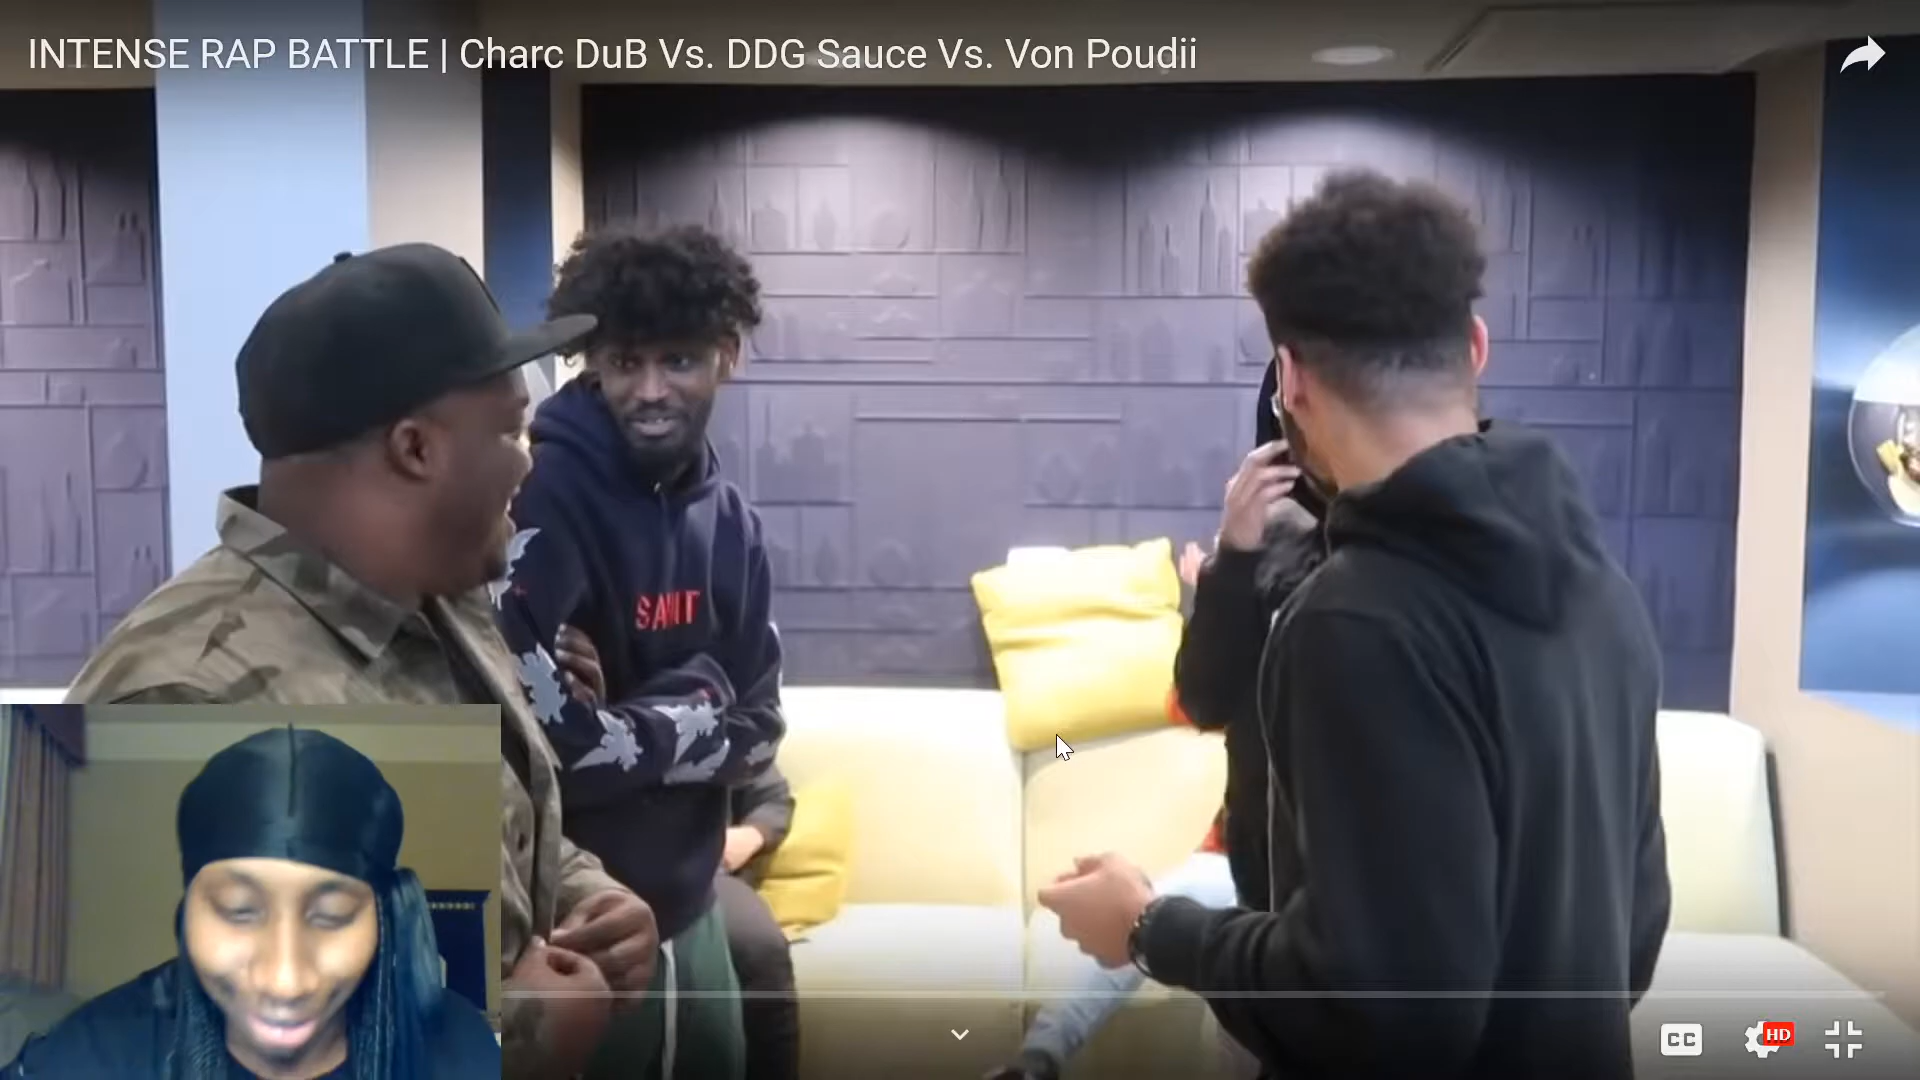 INTENSE RAP BATTLE | Charc DuB Vs. DDG Sauce Vs. Von Poudii
SAINT
CC
HD